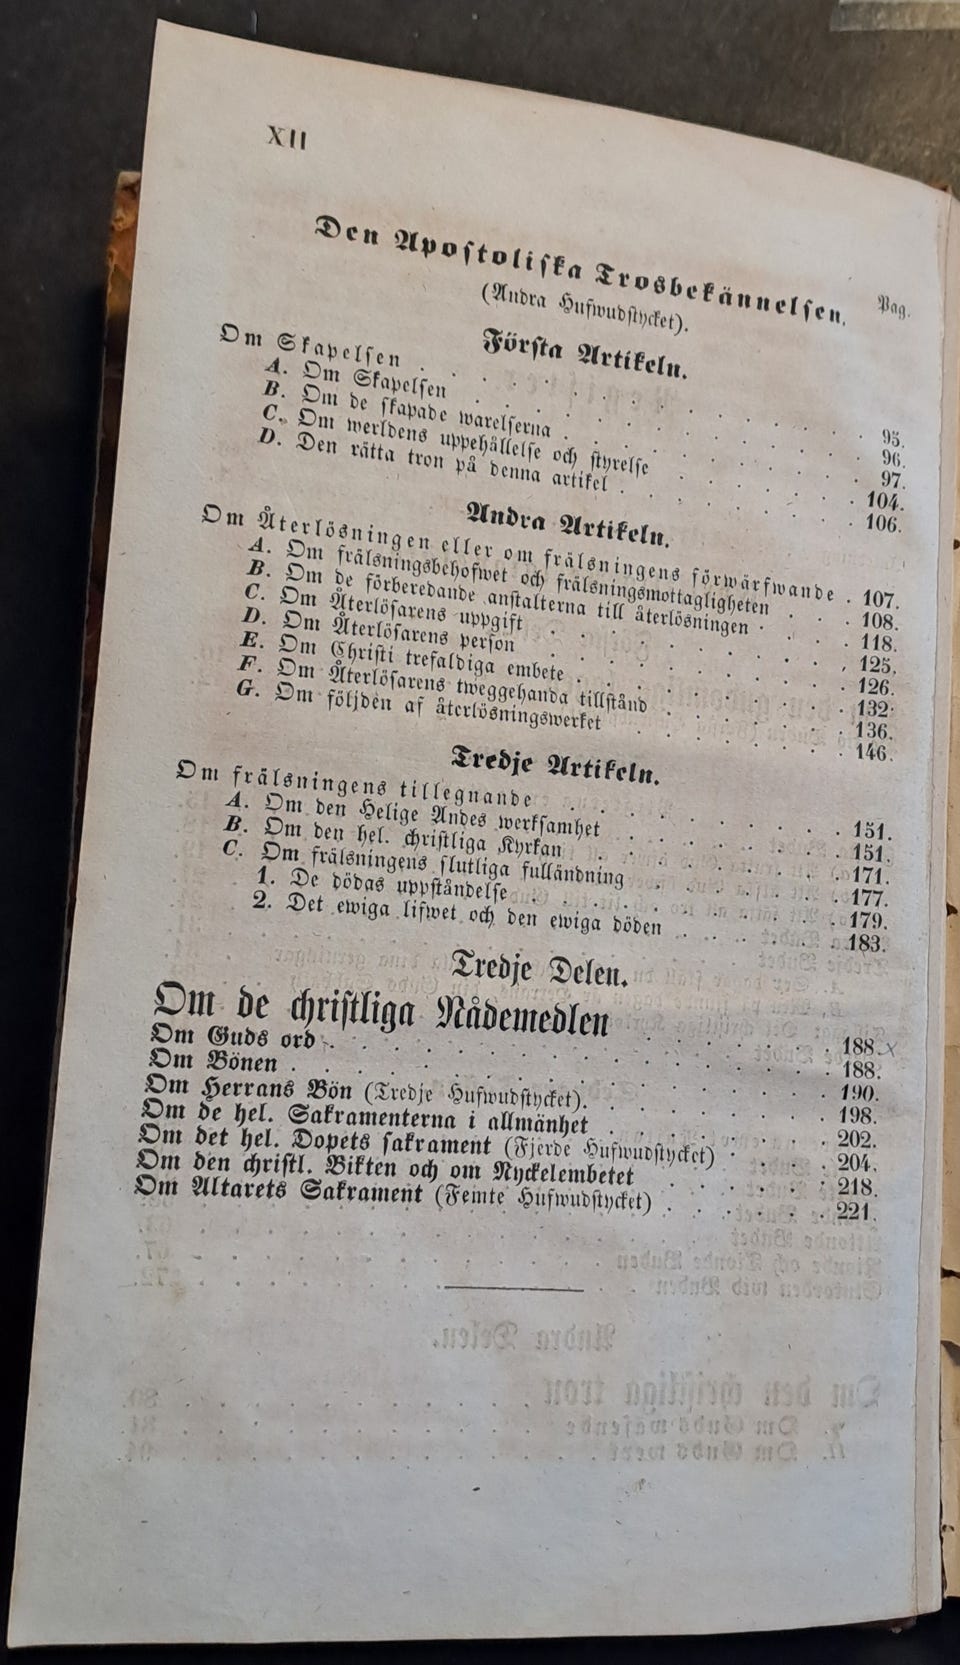 XII
Den Apostoliska Trosbekännelsen.
Pag.
(Andra Hufwudstycket).
Första Artikeln.
Om Skapelsen . . . . . . . . . . 95.
A. Om Skapelsen . . . . . . . . . . 96.
B. Om de skapade warelserna . . . . . . . . 97.
C. Om werldens uppehållelse och styrelse . . . . . 104.
D. Den rätta tron på denna artikel . . . . . . 106.
Andra Artikeln.
Om Återlösningen eller om frälsningens förwärfwande . 107.
A. Om frälsningsbehofwet och frälsningsmottagligheten . . 108.
B. Om de förberedande anstalterna till återlösningen . . . 118.
C. Om Återlösarens uppgift . . . . . . . . 125.
D. Om Återlösarens person . . . . . . . . 126.
E. Om Christi trefaldiga embete . . . . . . . 132.
F. Om Återlösarens tweggehanda tillstånd . . . . . 136.
G. Om följden af återlösningswerket . . . . . . 146.
Tredje Artikeln.
Om frälsningens tillegnande . . . . . . . . 151.
A. Om den Helige Andes werksamhet . . . . . . 151.
B. Om den hel. christliga Kyrkan . . . . . . . 171.
C. Om frälsningens slutliga fulländning . . . . . 177.
1. De dödas uppståndelse . . . . . . . . 179.
2. Det ewiga lifwet och den ewiga döden . . . . . 183.
Tredje Delen.
Om de christliga Nådemedlen . . . . . . 188. x
Om Guds ord . . . . . . . . . . . 188.
Om Bönen . . . . . . . . . . . . 190.
Om Herrans Bön (Tredje Hufwudstycket). . . . . . 198.
Om de hel. Sakramenterna i allmänhet . . . . . . 202.
Om det hel. Dopets sakrament (Fjerde Hufwudstycket) . . . 204.
Om den christl. Bikten och om Nyckelembetet . . . . . 218.
Om Altarets Sakrament (Femte Hufwudstycket) . . . . . 221.